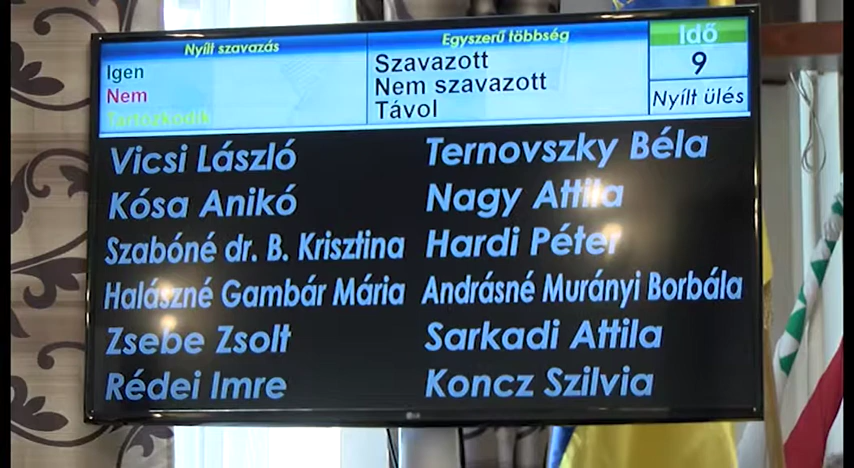 Nyílt szavazás
Igen
Nem
Tartózkodik
Egyszerű többség
Szavazott
Nem szavazott
Távol
Idő
9
Nyílt ülés
Vicsi László
Kósa Anikó
Szabóné dr. B. Krisztina
Halászné Gambár Mária
Zsebe Zsolt
Rédei Imre
Ternovszky Béla
Nagy Attila
Hardi Péter
Andrásné Murányi Borbála
Sarkadi Attila
Koncz Szilvia
LG